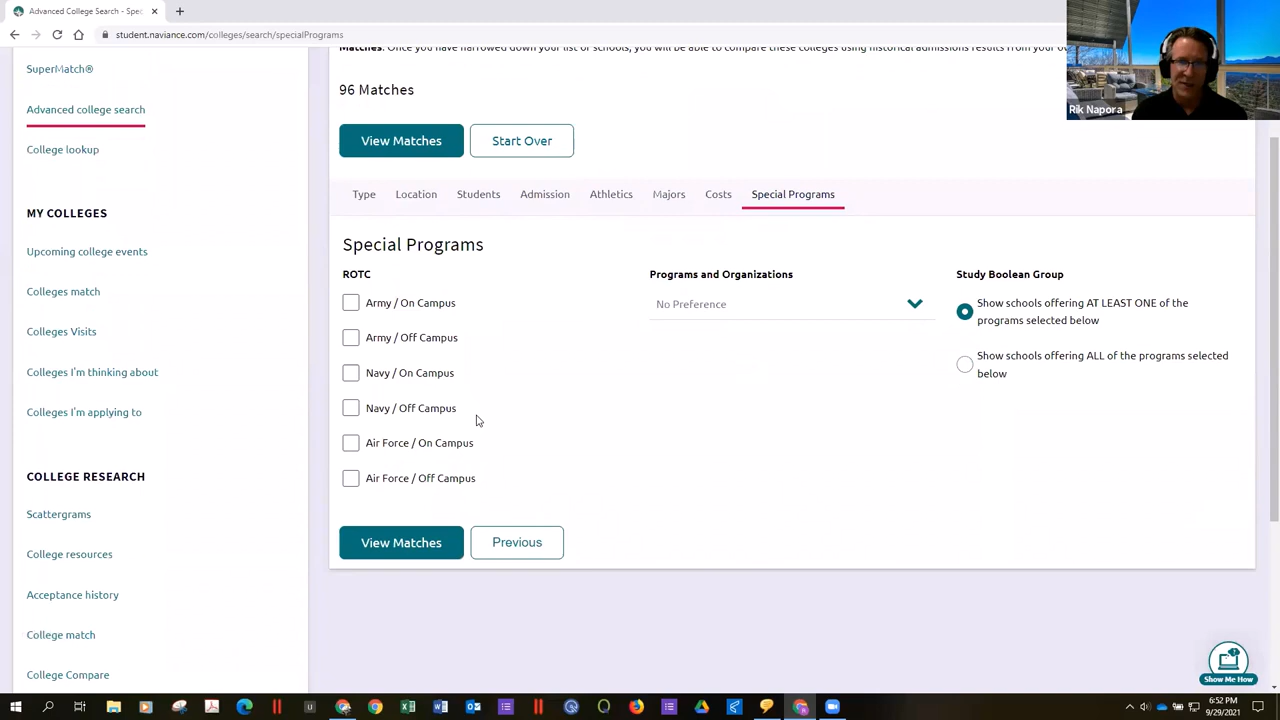 Advanced College Search - Spec
student.naviance.com/colleges/search/specialPrograms
Rik Napora
SuperMatch®
Advanced college search
College lookup
MY COLLEGES
Upcoming college events
Colleges match
Colleges Visits
Colleges I'm thinking about
Colleges I'm applying to
COLLEGE RESEARCH
Scattergrams
College resources
Acceptance history
College match
College Compare
Matches: Once you have narrowed down your list of schools, you will be able to compare these colleges using historical admissions results from your
96 Matches
View Matches
Start Over
Type
Location
Students
Admission
Athletics
Majors
Costs
Special Programs
Special Programs
ROTC
Army / On Campus
Army / Off Campus
Navy / On Campus
Navy / Off Campus
Air Force / On Campus
Air Force / Off Campus
Programs and Organizations
No Preference
Study Boolean Group
Show schools offering AT LEAST ONE of the
programs selected below
Show schools offering ALL of the programs selected
below
View Matches
Previous
Show Me How
6:52 PM
9/29/2021